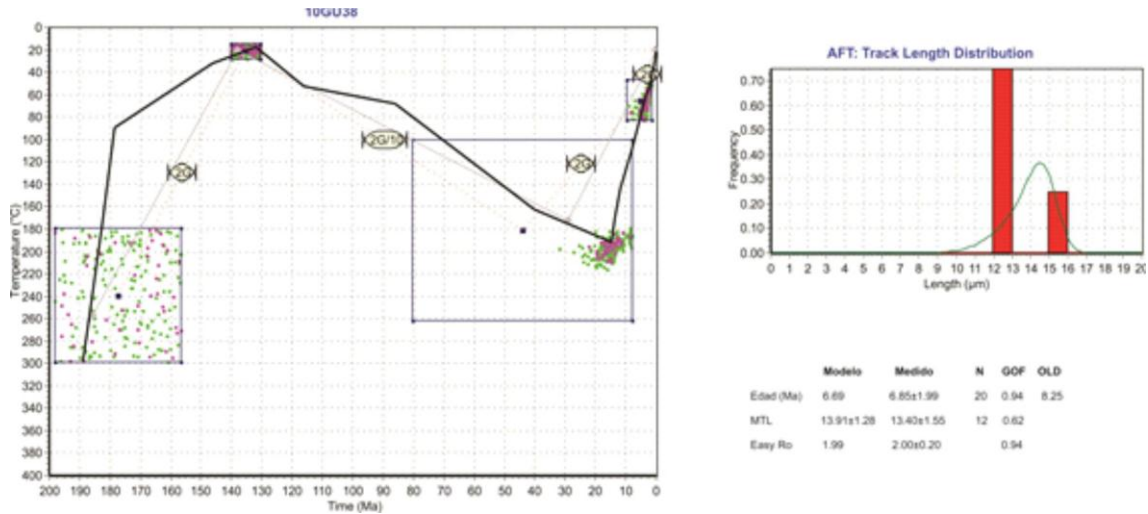 10GU38
0
20
40
60
80
100
120
140
160
180
200
220
240
260
280
300
320
340
360
380
400
Temperature (°C)
2G
2G/10
2G
2G
200 190 180 170 160 150 140 130 120 110 100 90 80 70 60 50 40 30 20 10 0
Time (Ma)
AFT: Track Length Distribution
0.70
0.60
0.50
0.40
0.30
0.20
0.10
0.00
Frequency
0 1 2 3 4 5 6 7 8 9 10 11 12 13 14 15 16 17 18 19 20
Length (µm)
Modelo Medido N GOF OLD
Edad (Ma) 6.69 6.85±1.99 20 0.94 8.25
MTL 13.91±1.28 13.40±1.55 12 0.62
Easy Ro 1.99 2.00±0.20 0.94